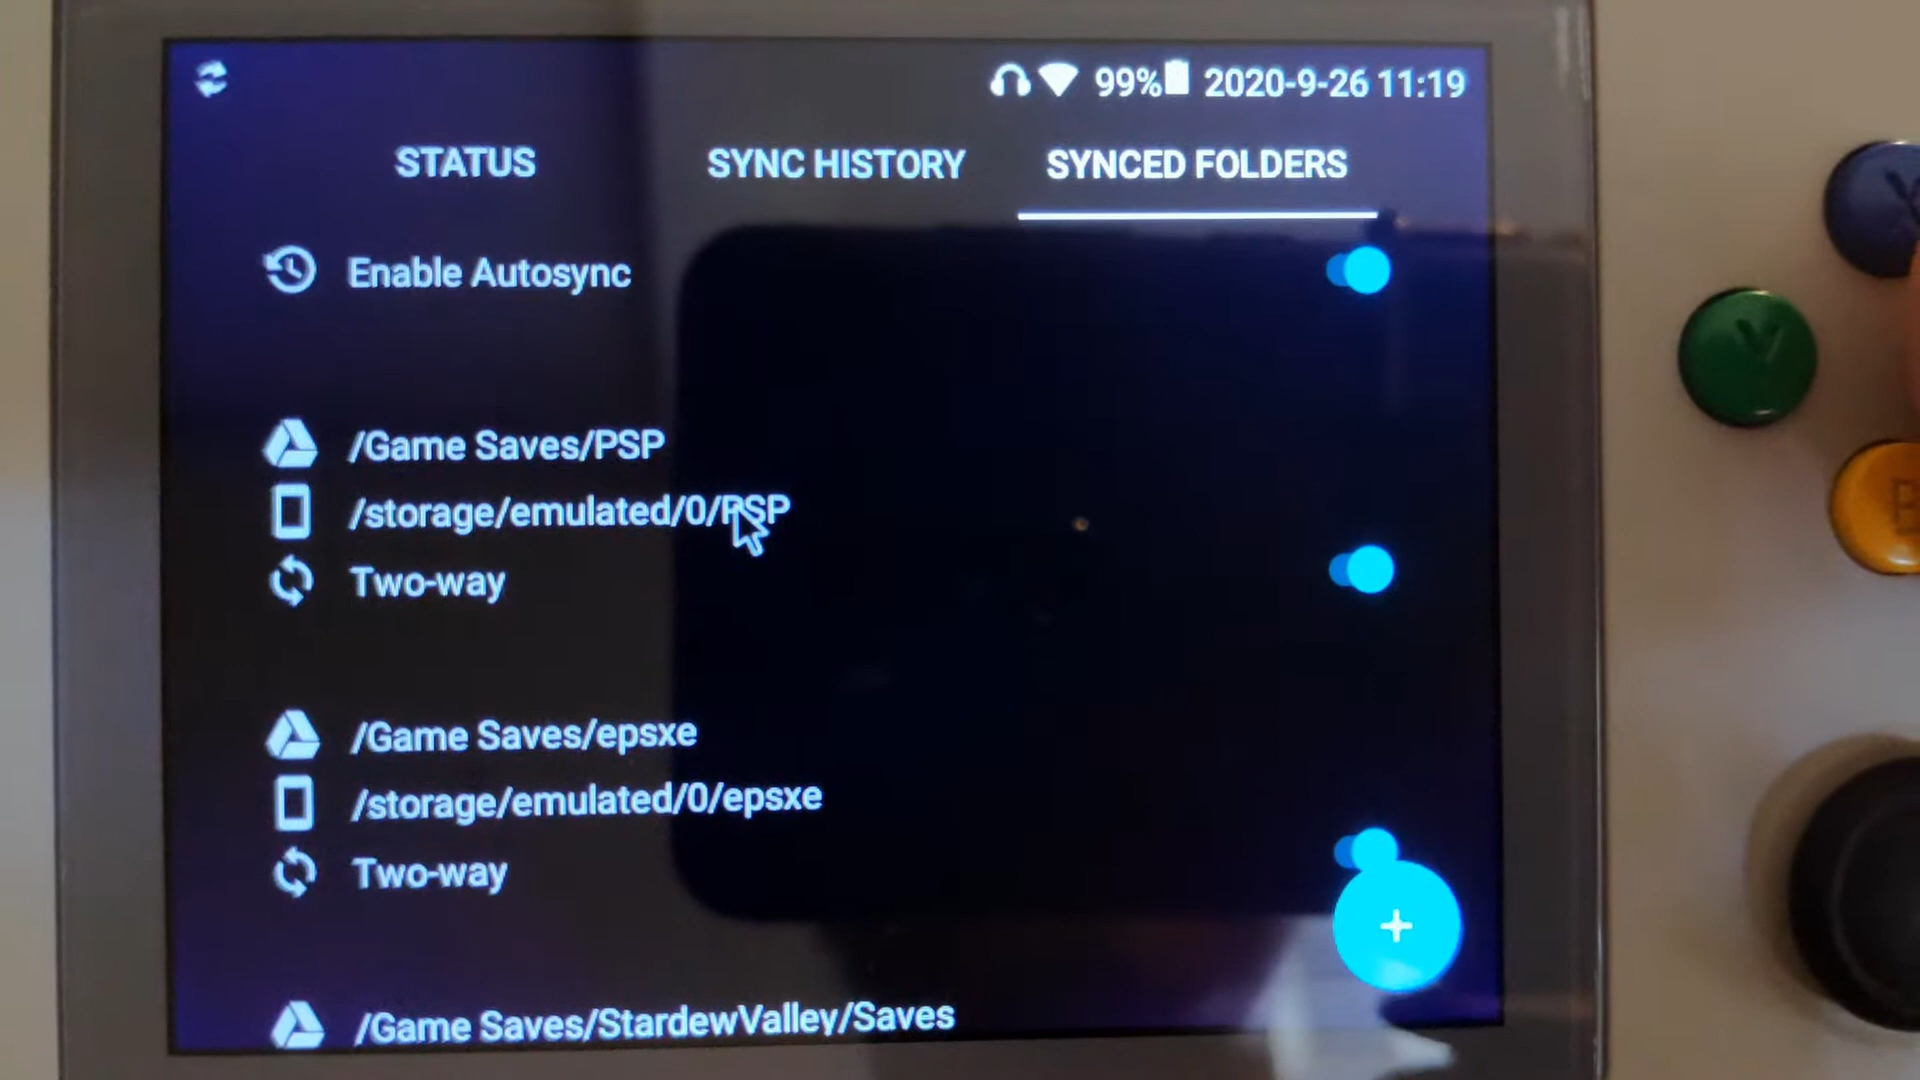 99% 2020-9-26 11:19
STATUS SYNC HISTORY SYNCED FOLDERS
Enable Autosync
/Game Saves/PSP
/storage/emulated/0/PSP
Two-way
/Game Saves/epsxe
/storage/emulated/0/epsxe
Two-way
+
/Game Saves/StardewValley/Saves
Y